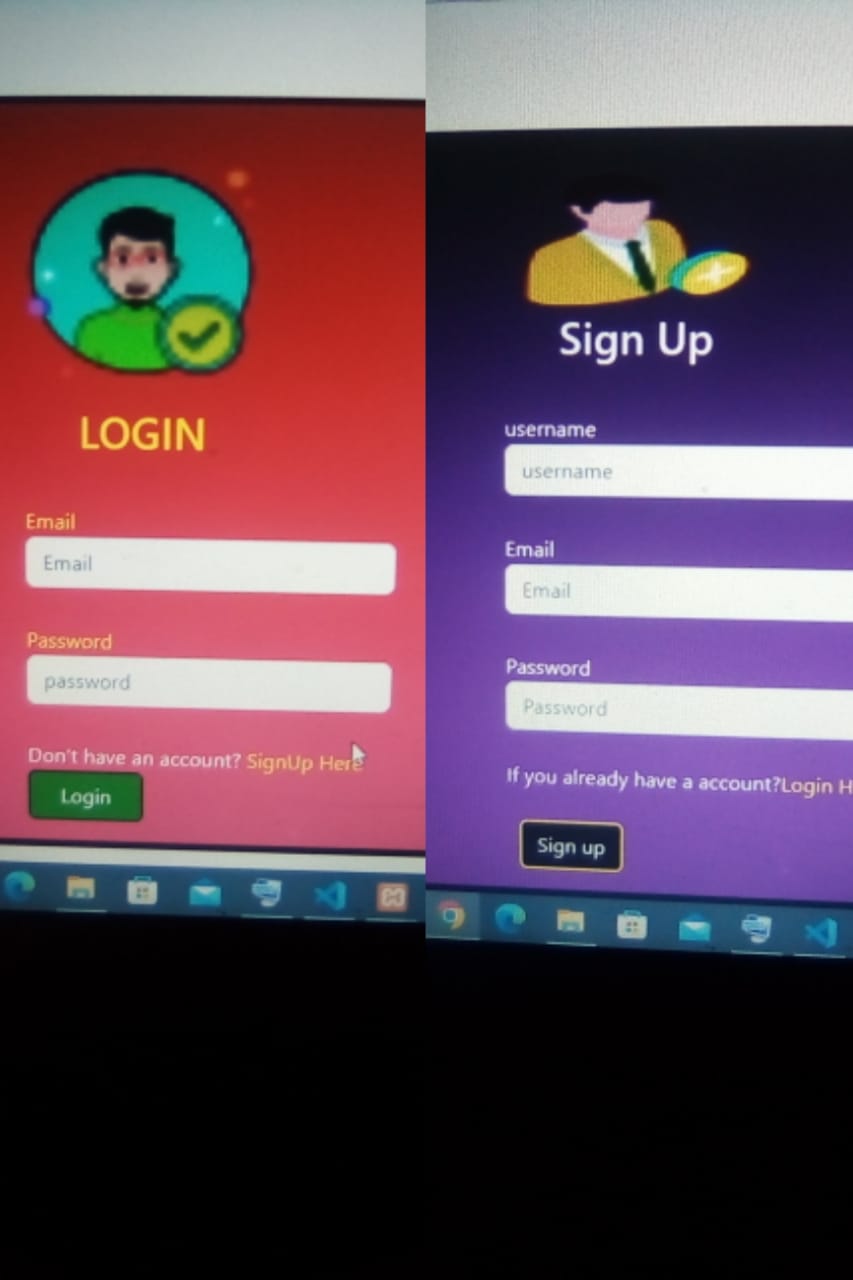 LOGIN
Email
Email
Password
password
Don't have an account? SignUp Here
Login
Sign Up
username
username
Email
Email
Password
Password
If you already have a account?Login H
Sign up